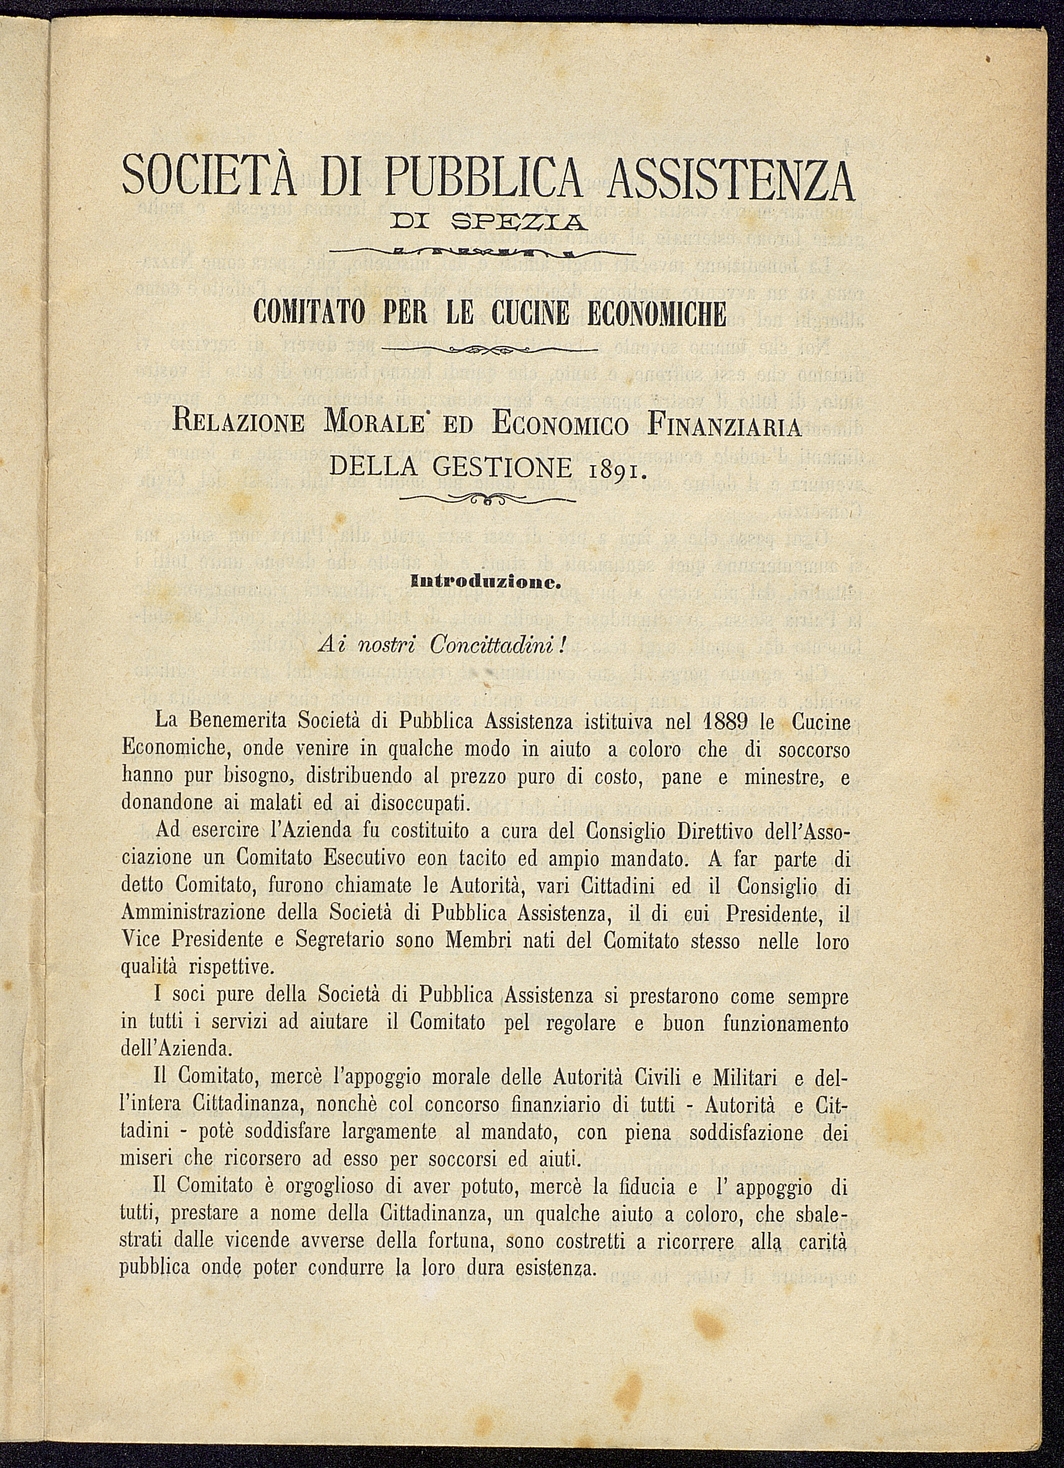 SOCIETÀ DI PUBBLICA ASSISTENZA
DI SPEZIA
COMITATO PER LE CUCINE ECONOMICHE
RELAZIONE MORALE ED ECONOMICO FINANZIARIA
DELLA GESTIONE 1891.
Introduzione.
Ai nostri Concittadini!
La Benemerita Società di Pubblica Assistenza istituiva nel 1889 le Cucine
Economiche, onde venire in qualche modo in aiuto a coloro che di soccorso
hanno pur bisogno, distribuendo al prezzo puro di costo, pane e minestre, e
donandone ai malati ed ai disoccupati.
Ad esercire l'Azienda fu costituito a cura del Consiglio Direttivo dell'Asso-
ciazione un Comitato Esecutivo eon tacito ed ampio mandato. A far parte di
detto Comitato, furono chiamate le Autorità, vari Cittadini ed il Consiglio di
Amministrazione della Società di Pubblica Assistenza, il di cui Presidente, il
Vice Presidente e Segretario sono Membri nati del Comitato stesso nelle loro
qualità rispettive.
I soci pure della Società di Pubblica Assistenza si prestarono come sempre
in tutti i servizi ad aiutare il Comitato pel regolare e buon funzionamento
dell'Azienda.
Il Comitato, mercè l'appoggio morale delle Autorità Civili e Militari e del-
l'intera Cittadinanza, nonchè col concorso finanziario di tutti - Autorità e Cit-
tadini - potè soddisfare largamente al mandato, con piena soddisfazione dei
miseri che ricorsero ad esso per soccorsi ed aiuti.
Il Comitato è orgoglioso di aver potuto, mercè la fiducia e l' appoggio di
tutti, prestare a nome della Cittadinanza, un qualche aiuto a coloro, che sbale-
strati dalle vicende avverse della fortuna, sono costretti a ricorrere alla carità
pubblica onde poter condurre la loro dura esistenza.